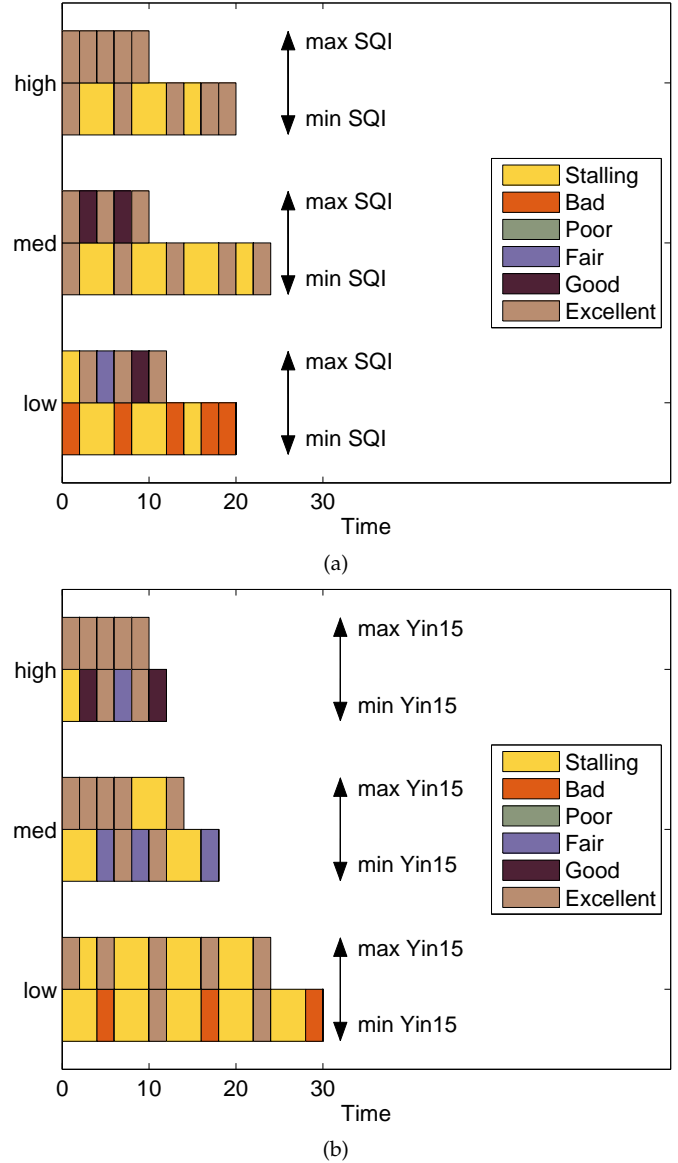 max SQI
high
min SQI
max SQI
med
min SQI
max SQI
low
min SQI
Stalling
Bad
Poor
Fair
Good
Excellent
0 10 20 30
Time
(a)
max Yin15
high
min Yin15
max Yin15
med
min Yin15
max Yin15
low
min Yin15
Stalling
Bad
Poor
Fair
Good
Excellent
0 10 20 30
Time
(b)